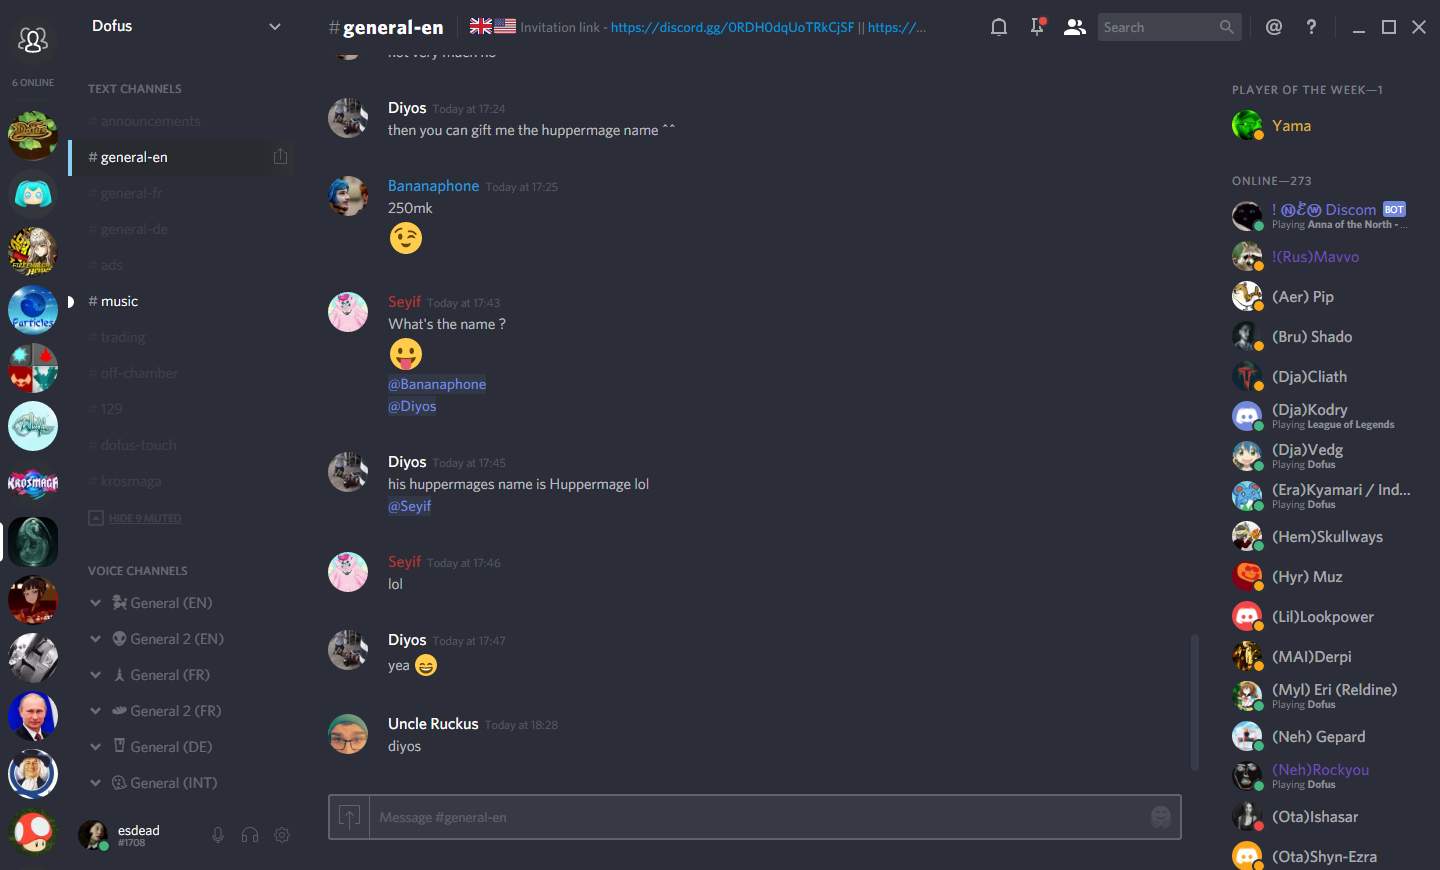 6 ONLINE
Dofus
TEXT CHANNELS
# announcements
# general-en
# general-fr
# general-de
# ads
# music
# trading
# off-chamber
# 129
# dofus-touch
# krosmaga
HIDE 9 MUTED
VOICE CHANNELS
General (EN)
General 2 (EN)
General (FR)
General 2 (FR)
General (DE)
General (INT)
esdead
#1708
Particles
KROSMAGA
#general-en
Invitation link - https://discord.gg/0RDH0dqUoTRkCjSF || https://...
Search
not very much no
Diyos Today at 17:24
then you can gift me the huppermage name ^^
Bananaphone Today at 17:25
250mk
Seyif Today at 17:43
What's the name ?
@Bananaphone
@Diyos
Diyos Today at 17:45
his huppermages name is Huppermage lol
@Seyif
Seyif Today at 17:46
lol
Diyos Today at 17:47
yea
Uncle Ruckus Today at 18:28
diyos
Message #general-en
PLAYER OF THE WEEK—1
Yama
ONLINE—273
! Ⓝℰⓦ Discom BOT
Playing Anna of the North - ...
!(Rus)Mavvo
(Aer) Pip
(Bru) Shado
(Dja)Cliath
(Dja)Kodry
Playing League of Legends
(Dja)Vedg
Playing Dofus
(Era)Kyamari / Ind...
Playing Dofus
(Hem)Skullways
(Hyr) Muz
(Lil)Lookpower
(MAI)Derpi
(Myl) Eri (Reldine)
Playing Dofus
(Neh) Gepard
(Neh)Rockyou
Playing Dofus
(Ota)Ishasar
(Ota)Shyn-Ezra